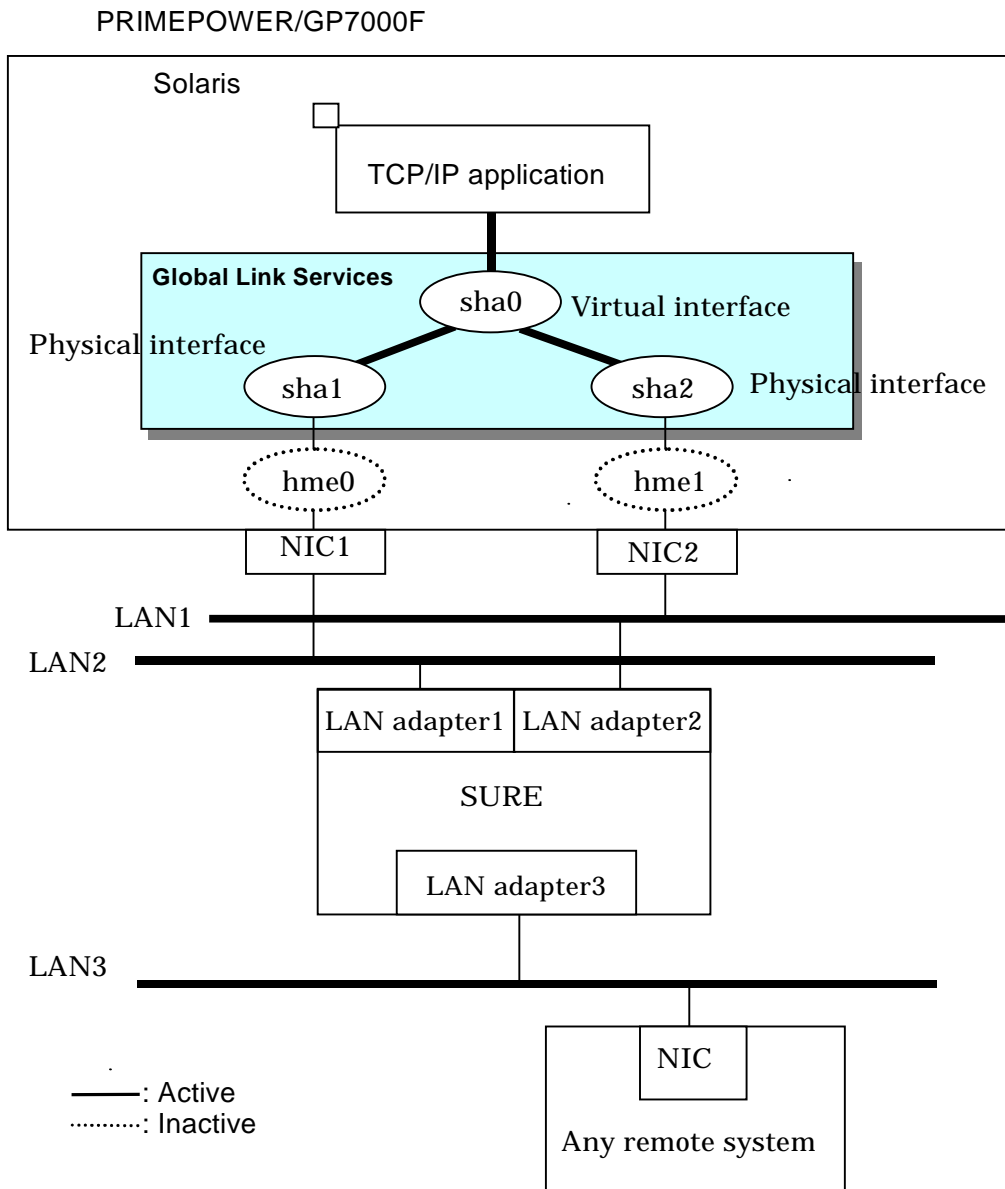 PRIMEPOWER/GP7000F
Solaris
TCP/IP application
Global Link Services
sha0
Virtual interface
Physical interface
sha1
sha2
Physical interface
hme0
hme1
NIC1
NIC2
LAN1
LAN2
LAN adapter1
LAN adapter2
SURE
LAN adapter3
LAN3
NIC
: Active
: Inactive
Any remote system